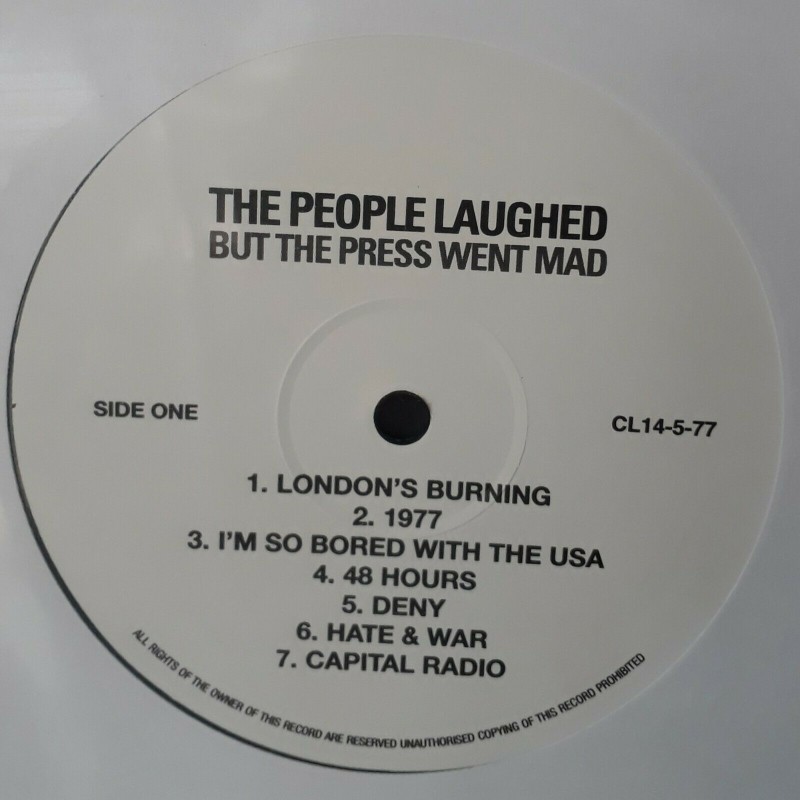 THE PEOPLE LAUGHED
BUT THE PRESS WENT MAD
SIDE ONE
CL14-5-77
1. LONDON'S BURNING
2. 1977
3. I'M SO BORED WITH THE USA
4. 48 HOURS
5. DENY
6. HATE & WAR
7. CAPITAL RADIO
ALL RIGHTS OF THE OWNER OF THIS RECORD ARE RESERVED UNAUTHORISED COPYING OF THIS RECORD PROHIBITED